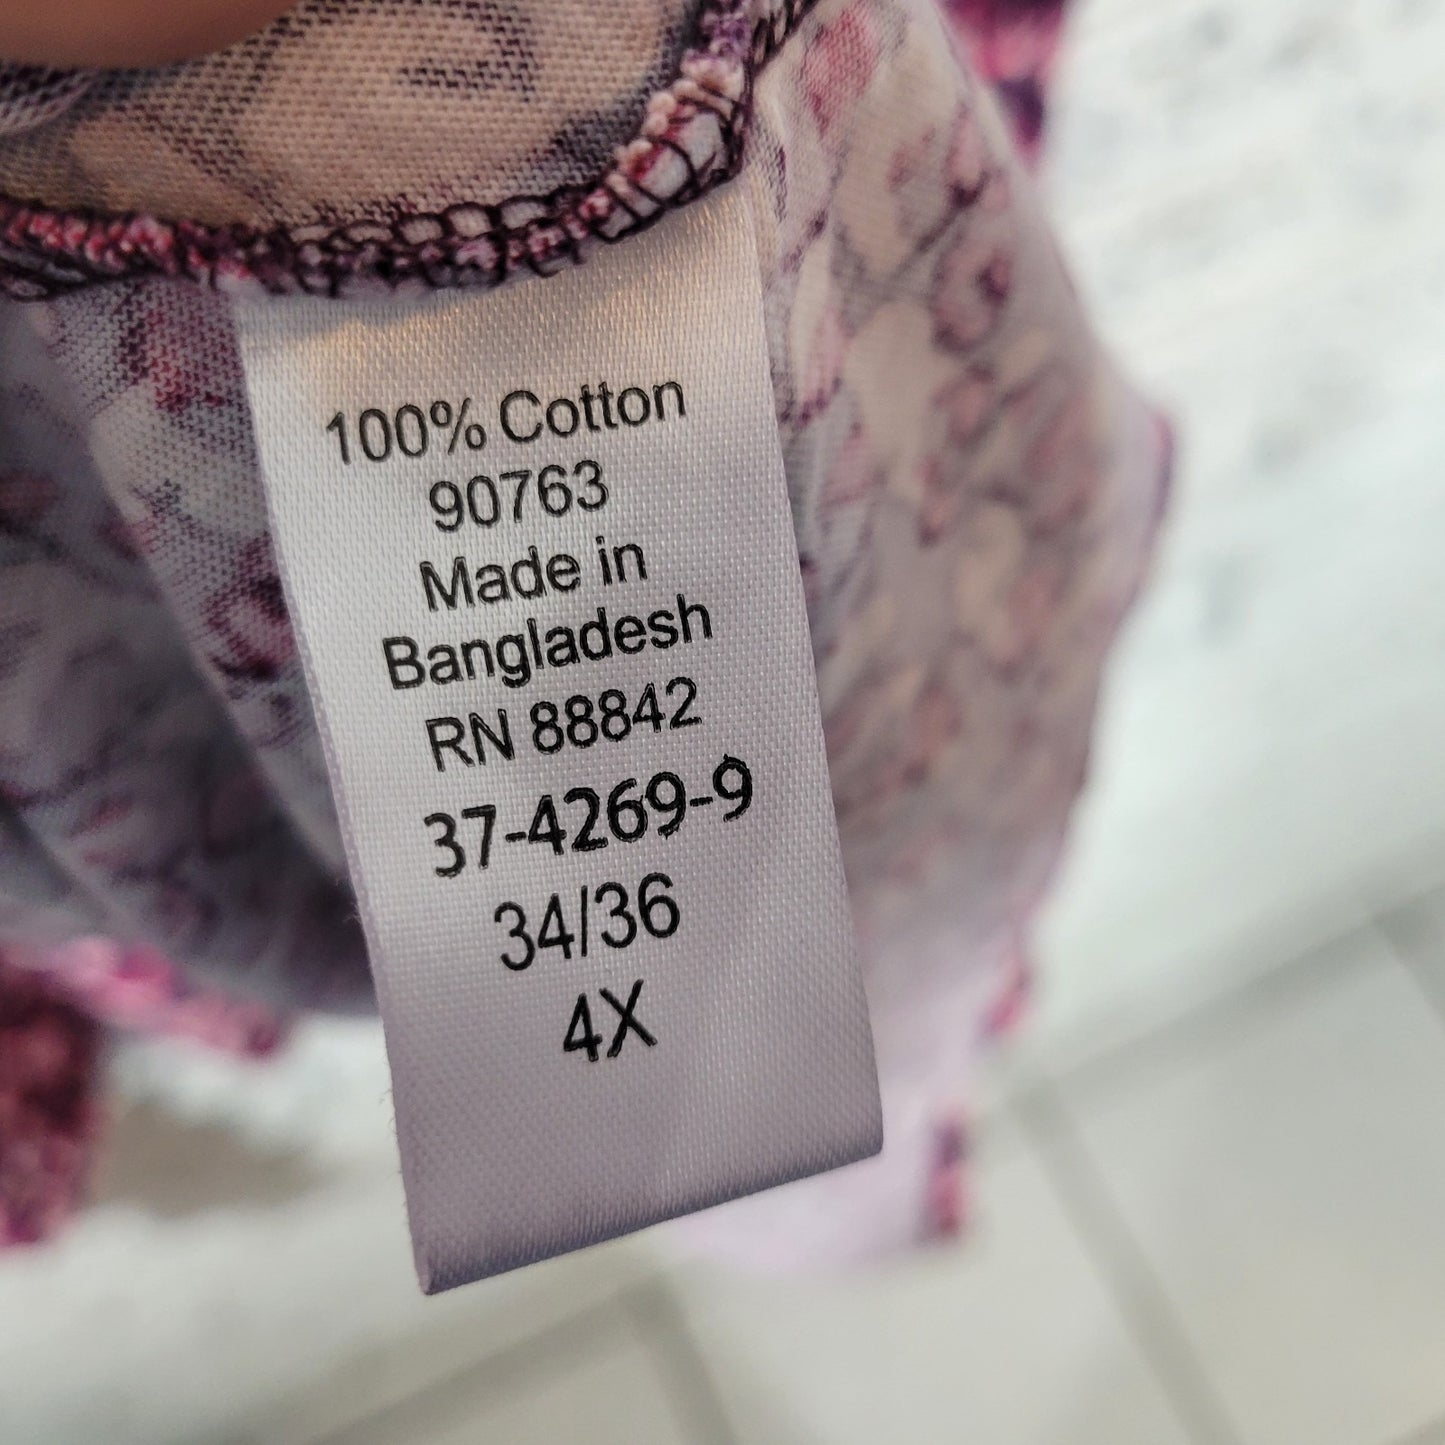 100% Cotton
90763
Made in
Bangladesh
RN 88842
37-4269-9
34/36
4X